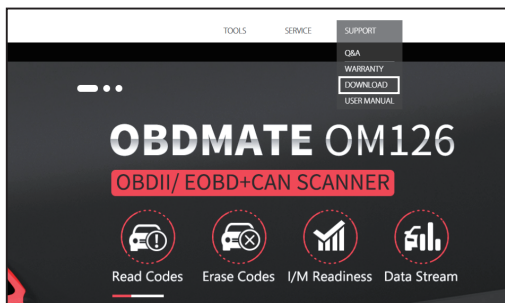 TOOLS SERVICE SUPPORT
Q&A
WARRANTY
DOWNLOAD
USER MANUAL
OBDMATE OM126
OBDII/ EOBD+CAN SCANNER
Read Codes Erase Codes I/M Readiness Data Stream